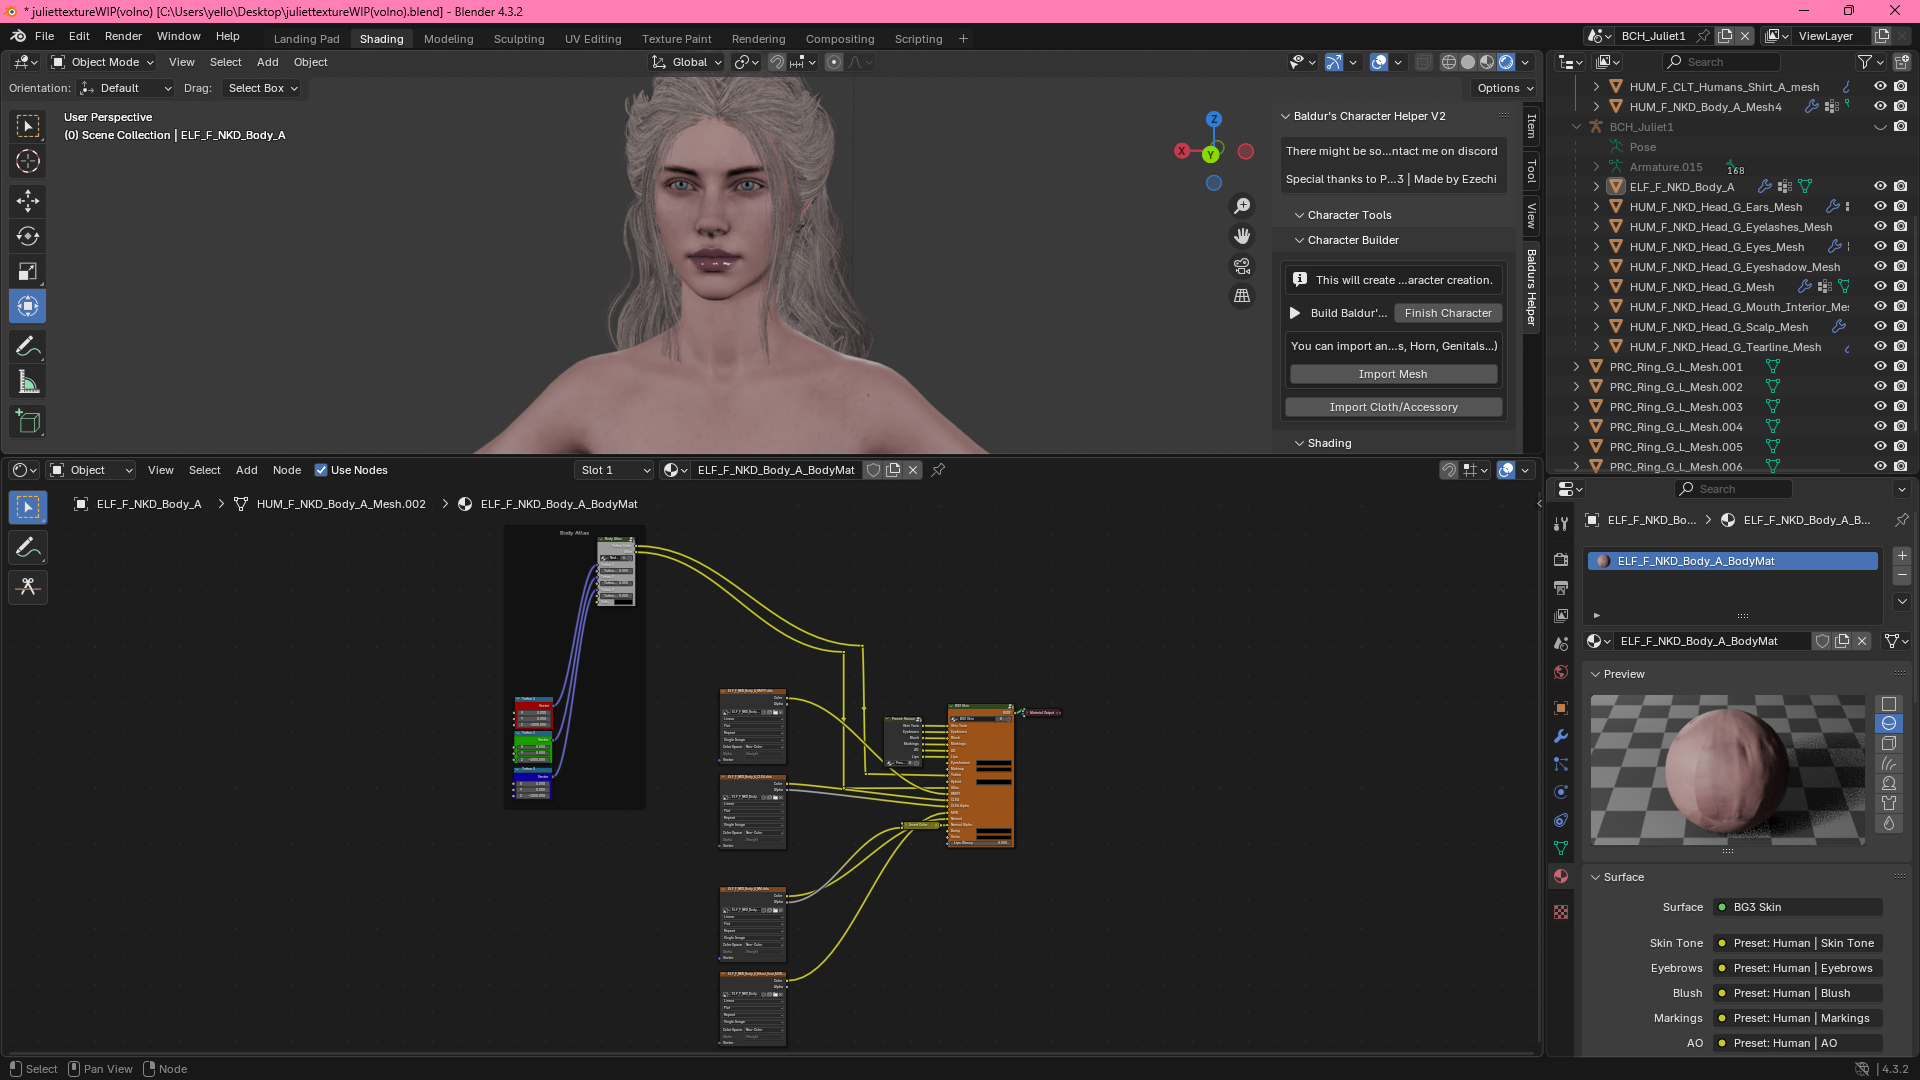 * juliettextureWIP(volno) [C:\Users\yello\Desktop\juliettextureWIP(volno).blend] - Blender 4.3.2
File Edit Render Window Help
Landing Pad Shading Modeling Sculpting UV Editing Texture Paint Rendering Compositing Scripting +
BCH_Juliet1 ViewLayer
Object Mode View Select Add Object Global
Orientation: Default Drag: Select Box Options
User Perspective
(0) Scene Collection | ELF_F_NKD_Body_A
Z
X
Y
Baldur's Character Helper V2
There might be so...ntact me on discord
Special thanks to P...3 | Made by Ezechi
Character Tools
Character Builder
This will create ...aracter creation.
Build Baldur'... Finish Character
You can import an...s, Horn, Genitals...)
Import Mesh
Import Cloth/Accessory
Shading
Item
Tool
View
Baldurs Helper
Search
HUM_F_CLT_Humans_Shirt_A_mesh
HUM_F_NKD_Body_A_Mesh4
BCH_Juliet1
Pose
Armature.015 168
ELF_F_NKD_Body_A
HUM_F_NKD_Head_G_Ears_Mesh
HUM_F_NKD_Head_G_Eyelashes_Mesh
HUM_F_NKD_Head_G_Eyes_Mesh
HUM_F_NKD_Head_G_Eyeshadow_Mesh
HUM_F_NKD_Head_G_Mesh
HUM_F_NKD_Head_G_Mouth_Interior_Mes
HUM_F_NKD_Head_G_Scalp_Mesh
HUM_F_NKD_Head_G_Tearline_Mesh
PRC_Ring_G_L_Mesh.001
PRC_Ring_G_L_Mesh.002
PRC_Ring_G_L_Mesh.003
PRC_Ring_G_L_Mesh.004
PRC_Ring_G_L_Mesh.005
PRC_Ring_G_L_Mesh.006
Object View Select Add Node Use Nodes Slot 1 ELF_F_NKD_Body_A_BodyMat
ELF_F_NKD_Body_A > HUM_F_NKD_Body_A_Mesh.002 > ELF_F_NKD_Body_A_BodyMat
Body Atlas
Search
ELF_F_NKD_Bo... > ELF_F_NKD_Body_A_B...
ELF_F_NKD_Body_A_BodyMat
ELF_F_NKD_Body_A_BodyMat
Preview
Surface
Surface BG3 Skin
Skin Tone Preset: Human | Skin Tone
Eyebrows Preset: Human | Eyebrows
Blush Preset: Human | Blush
Markings Preset: Human | Markings
AO Preset: Human | AO
Select Pan View Node 4.3.2